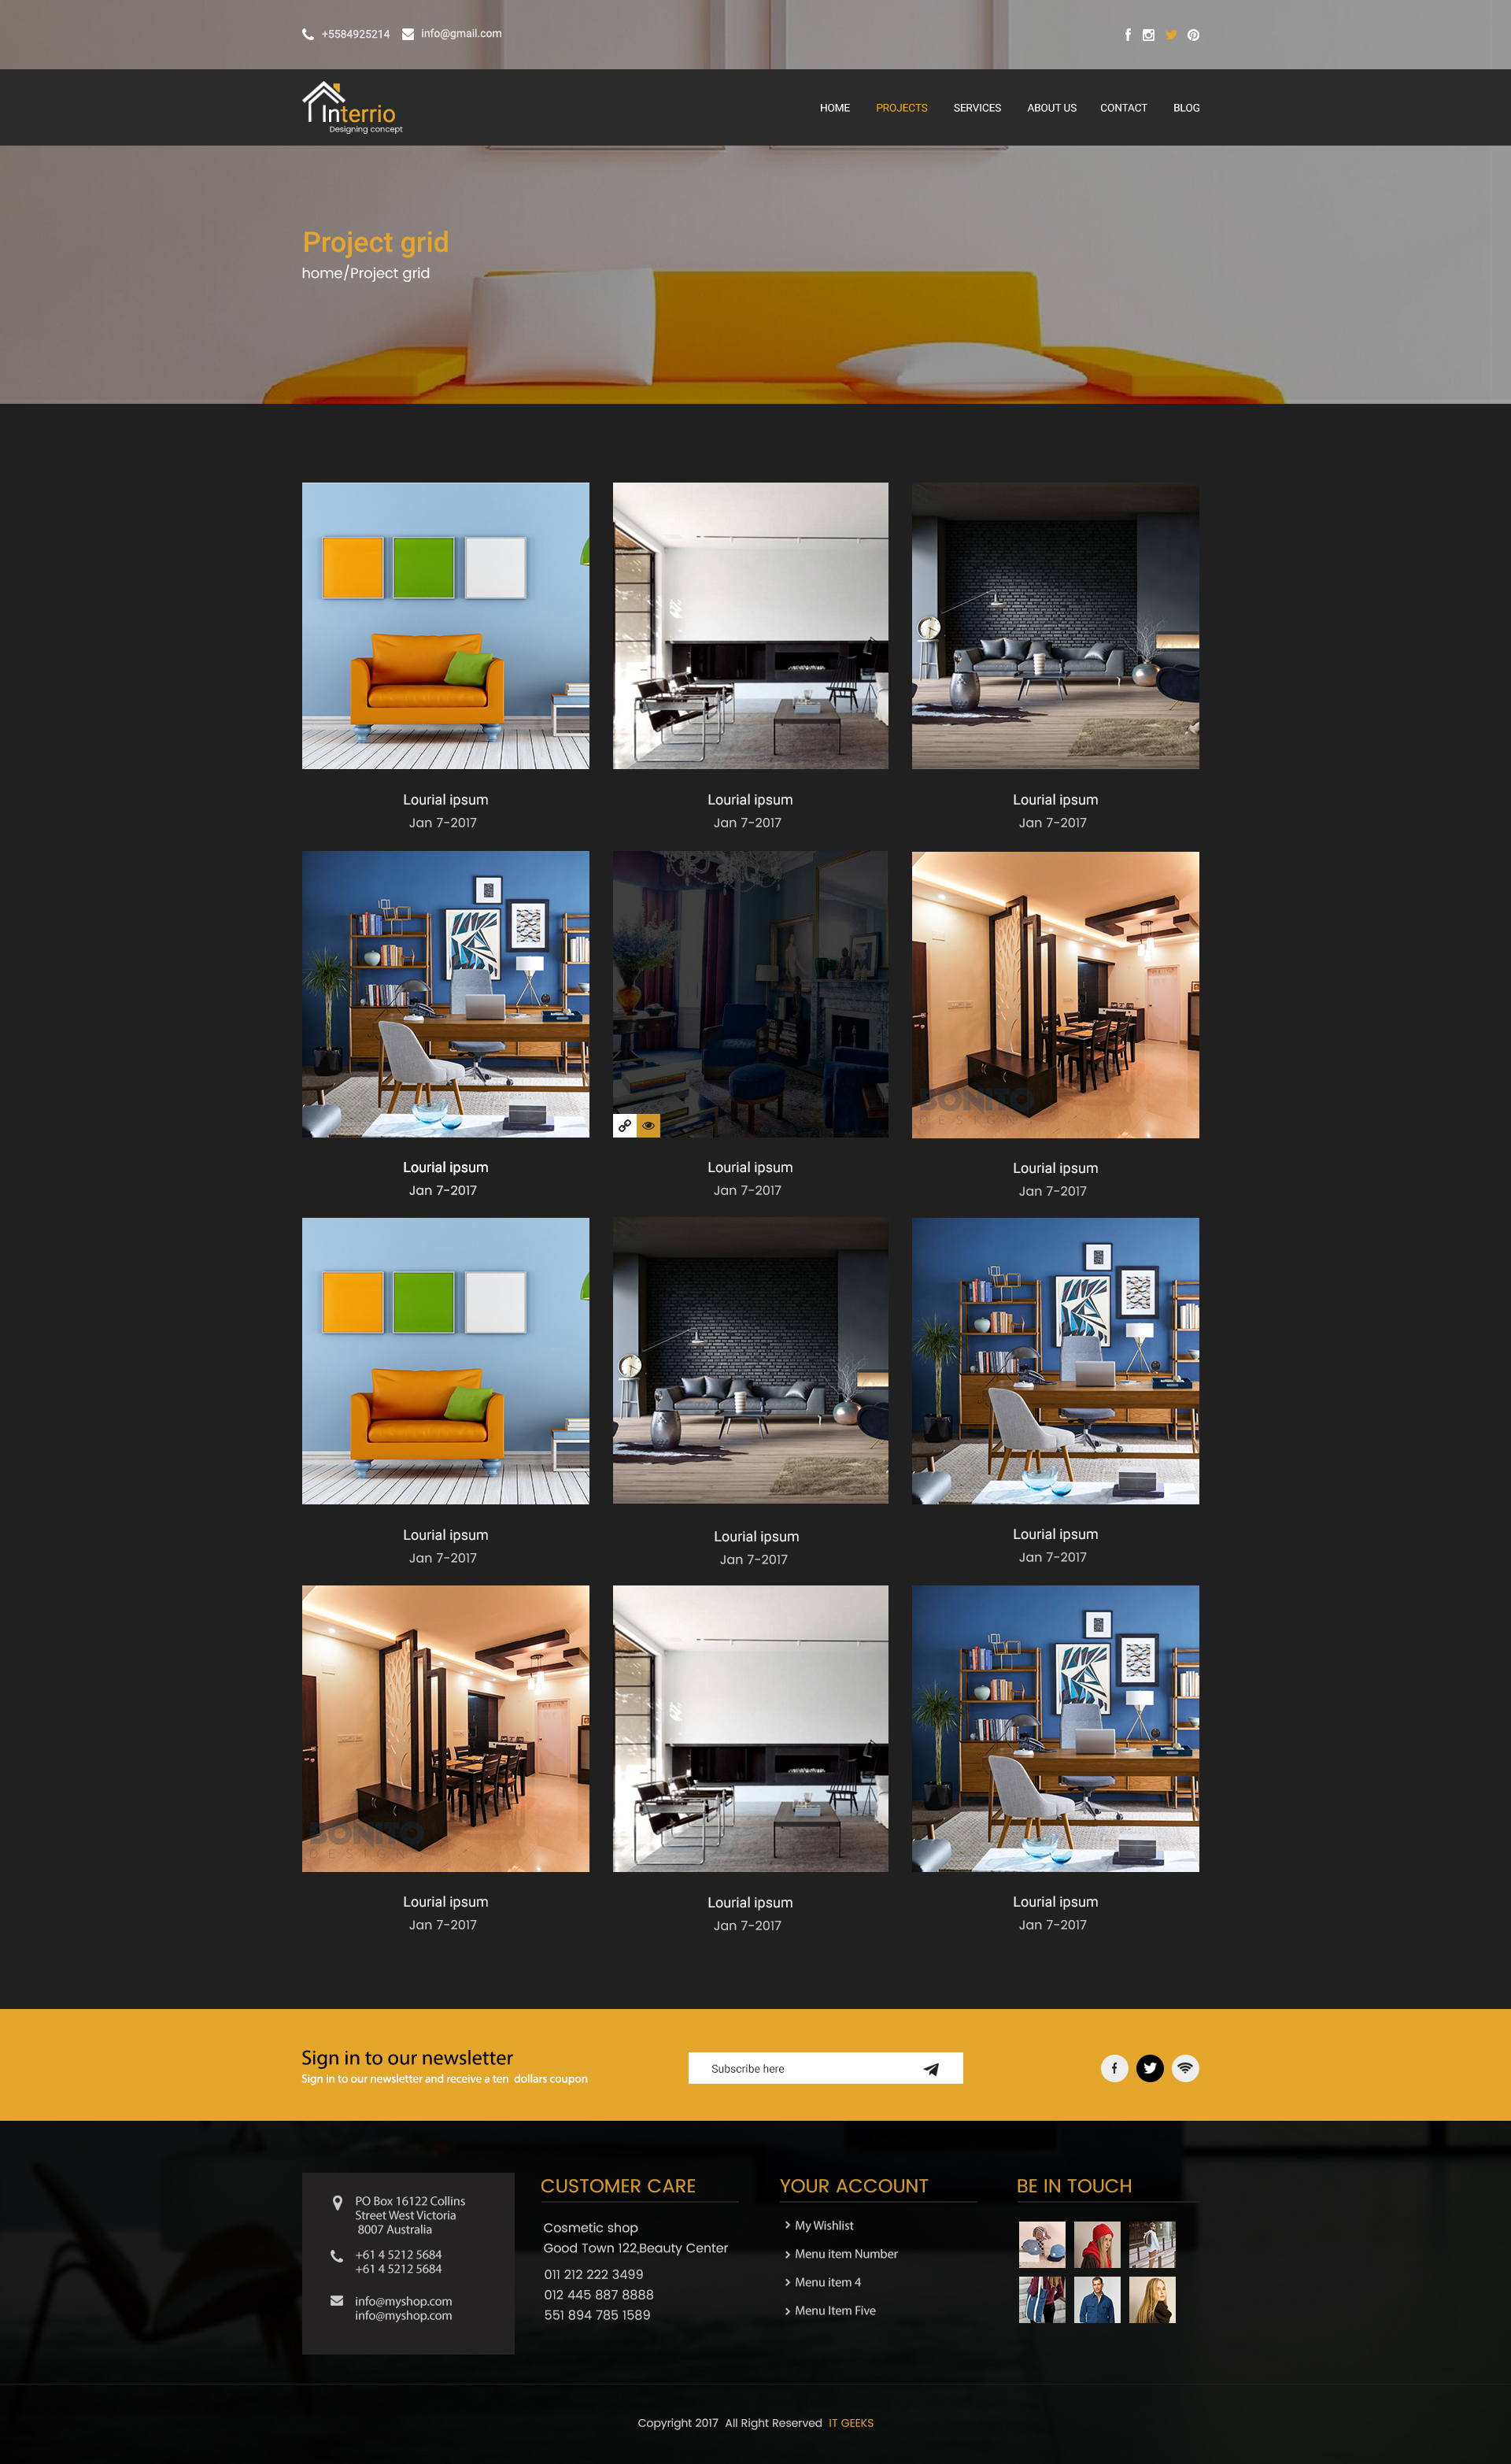 +5584925214 info@gmail.com
Interrio
Designing concept
HOME PROJECTS SERVICES ABOUT US CONTACT BLOG
Project grid
home/Project grid
Lourial ipsum
Jan 7-2017
Lourial ipsum
Jan 7-2017
Lourial ipsum
Jan 7-2017
BONITO
DESIGNS
Lourial ipsum
Jan 7-2017
Lourial ipsum
Jan 7-2017
Lourial ipsum
Jan 7-2017
Lourial ipsum
Jan 7-2017
Lourial ipsum
Jan 7-2017
Lourial ipsum
Jan 7-2017
BONITO
DESIGNS
Lourial ipsum
Jan 7-2017
Lourial ipsum
Jan 7-2017
Lourial ipsum
Jan 7-2017
Sign in to our newsletter
Sign in to our newsletter and receive a ten dollars coupon
Subscribe here
PO Box 16122 Collins
Street West Victoria
8007 Australia
+61 4 5212 5684
+61 4 5212 5684
info@myshop.com
info@myshop.com
CUSTOMER CARE
Cosmetic shop
Good Town 122,Beauty Center
011 212 222 3499
012 445 887 8888
551 894 785 1589
YOUR ACCOUNT
My Wishlist
Menu item Number
Menu item 4
Menu Item Five
BE IN TOUCH
Copyright 2017 All Right Reserved IT GEEKS